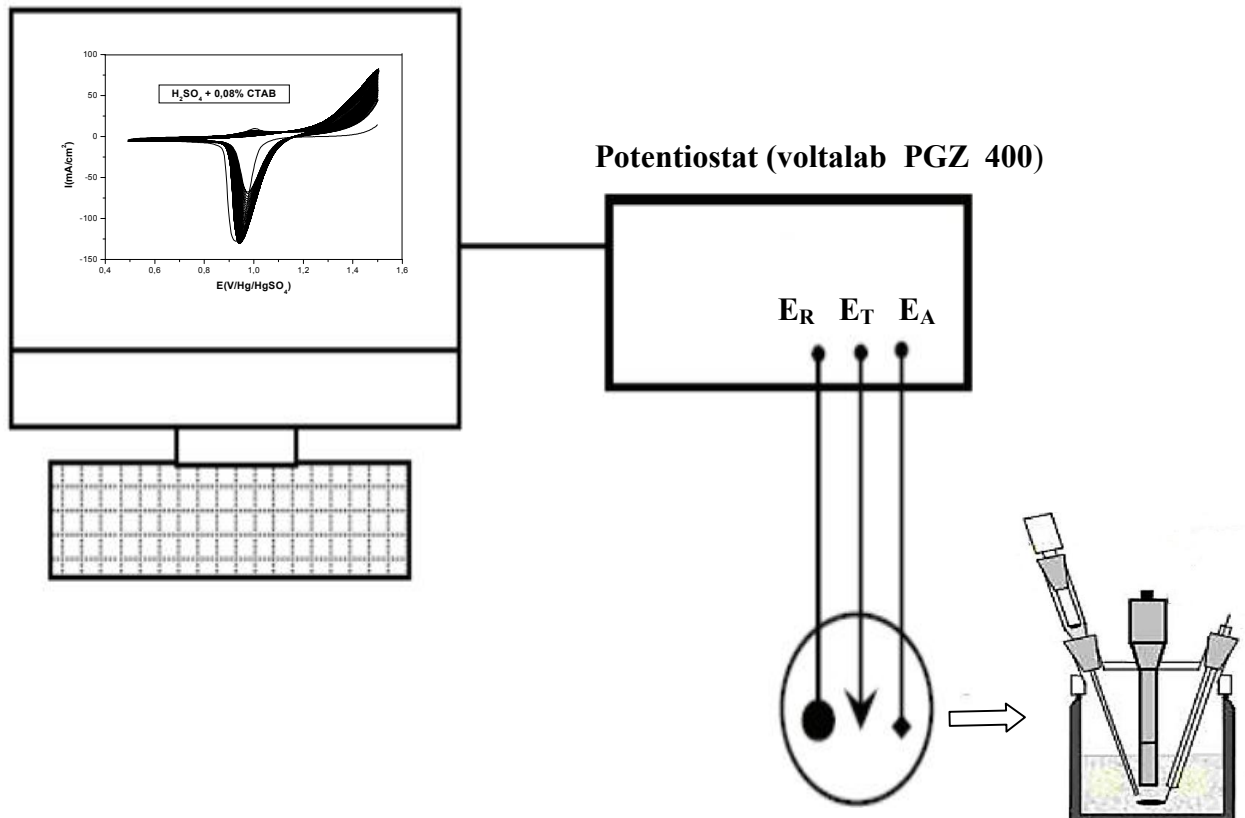 100
50
0
-50
-100
-150
I(mA/cm²)
H₂SO₄ + 0,08% CTAB
0,4 0,6 0,8 1,0 1,2 1,4 1,6
E(V/Hg/HgSO₄)
Potentiostat (voltalab PGZ 400)
E_R E_T E_A